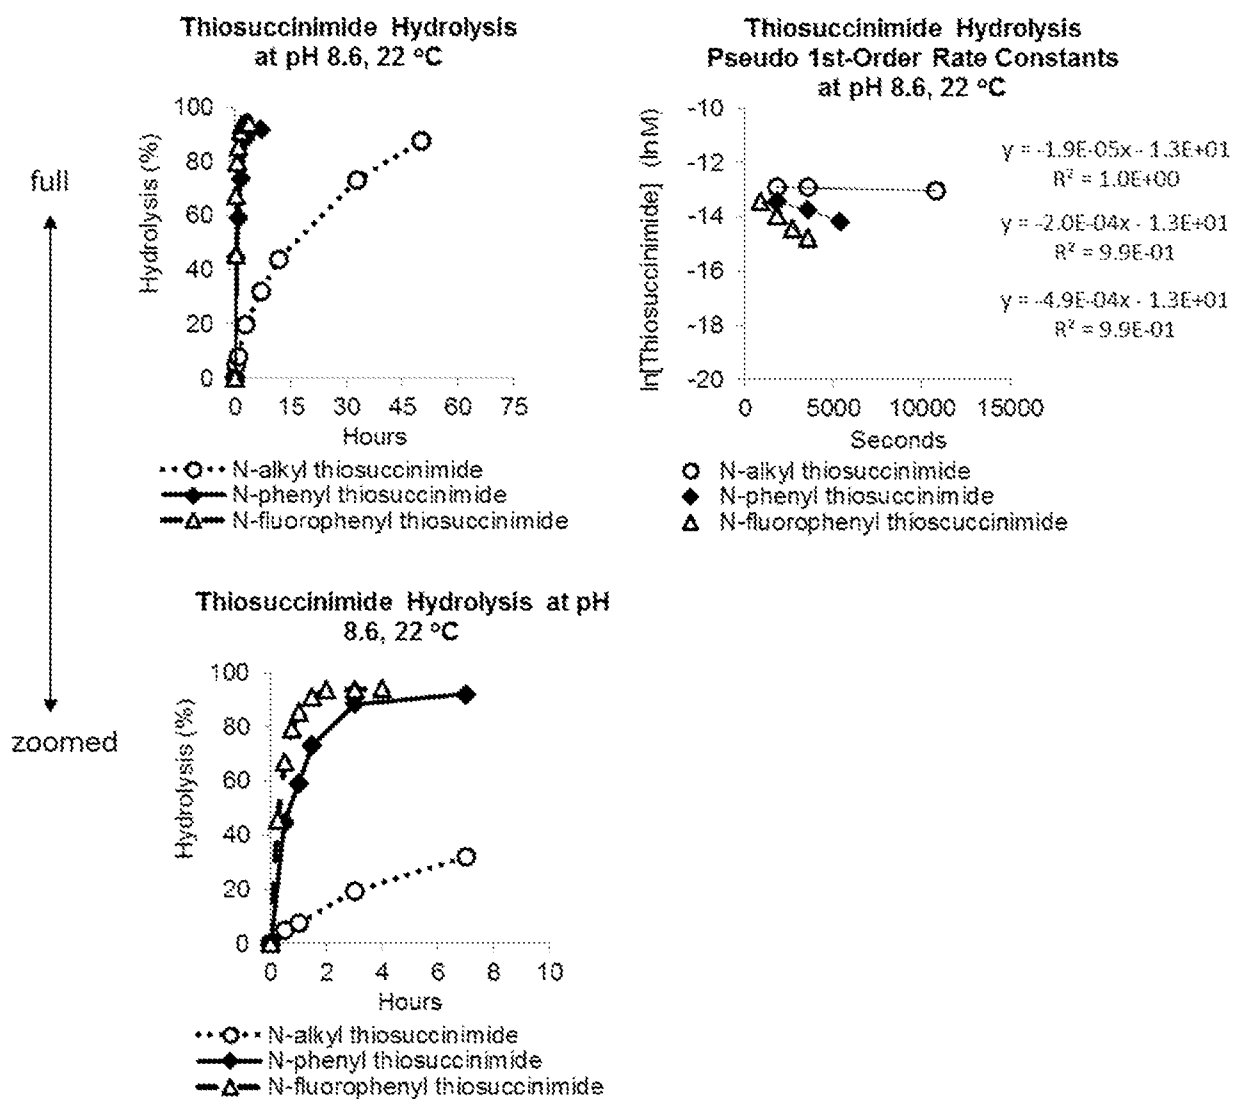 Thiosuccinimide Hydrolysis
at pH 8.6, 22 °C
100
80
60
40
20
0
Hydrolysis (%)
0 15 30 45 60 75
Hours
N-alkyl thiosuccinimide
N-phenyl thiosuccinimide
N-fluorophenyl thiosuccinimide
Thiosuccinimide Hydrolysis
Pseudo 1st-Order Rate Constants
at pH 8.6, 22 °C
-10
-12
-14
-16
-18
-20
ln[Thiosuccinimide] (lnM)
y = -1.9E-05x - 1.3E+01
R² = 1.0E+00
y = -2.0E-04x - 1.3E+01
R² = 9.9E-01
y = -4.9E-04x - 1.3E+01
R² = 9.9E-01
0 5000 10000 15000
Seconds
N-alkyl thiosuccinimide
N-phenyl thiosuccinimide
N-fluorophenyl thioscuccinimide
full
zoomed
Thiosuccinimide Hydrolysis at pH
8.6, 22 °C
100
80
60
40
20
0
Hydrolysis (%)
0 2 4 6 8 10
Hours
N-alkyl thiosuccinimide
N-phenyl thiosuccinimide
N-fluorophenyl thiosuccinimide